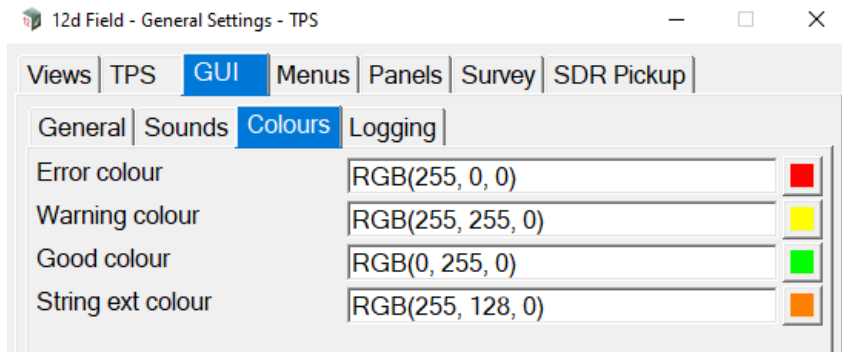 12d Field - General Settings - TPS
Views TPS GUI Menus Panels Survey SDR Pickup
General Sounds Colours Logging
Error colour RGB(255, 0, 0)
Warning colour RGB(255, 255, 0)
Good colour RGB(0, 255, 0)
String ext colour RGB(255, 128, 0)